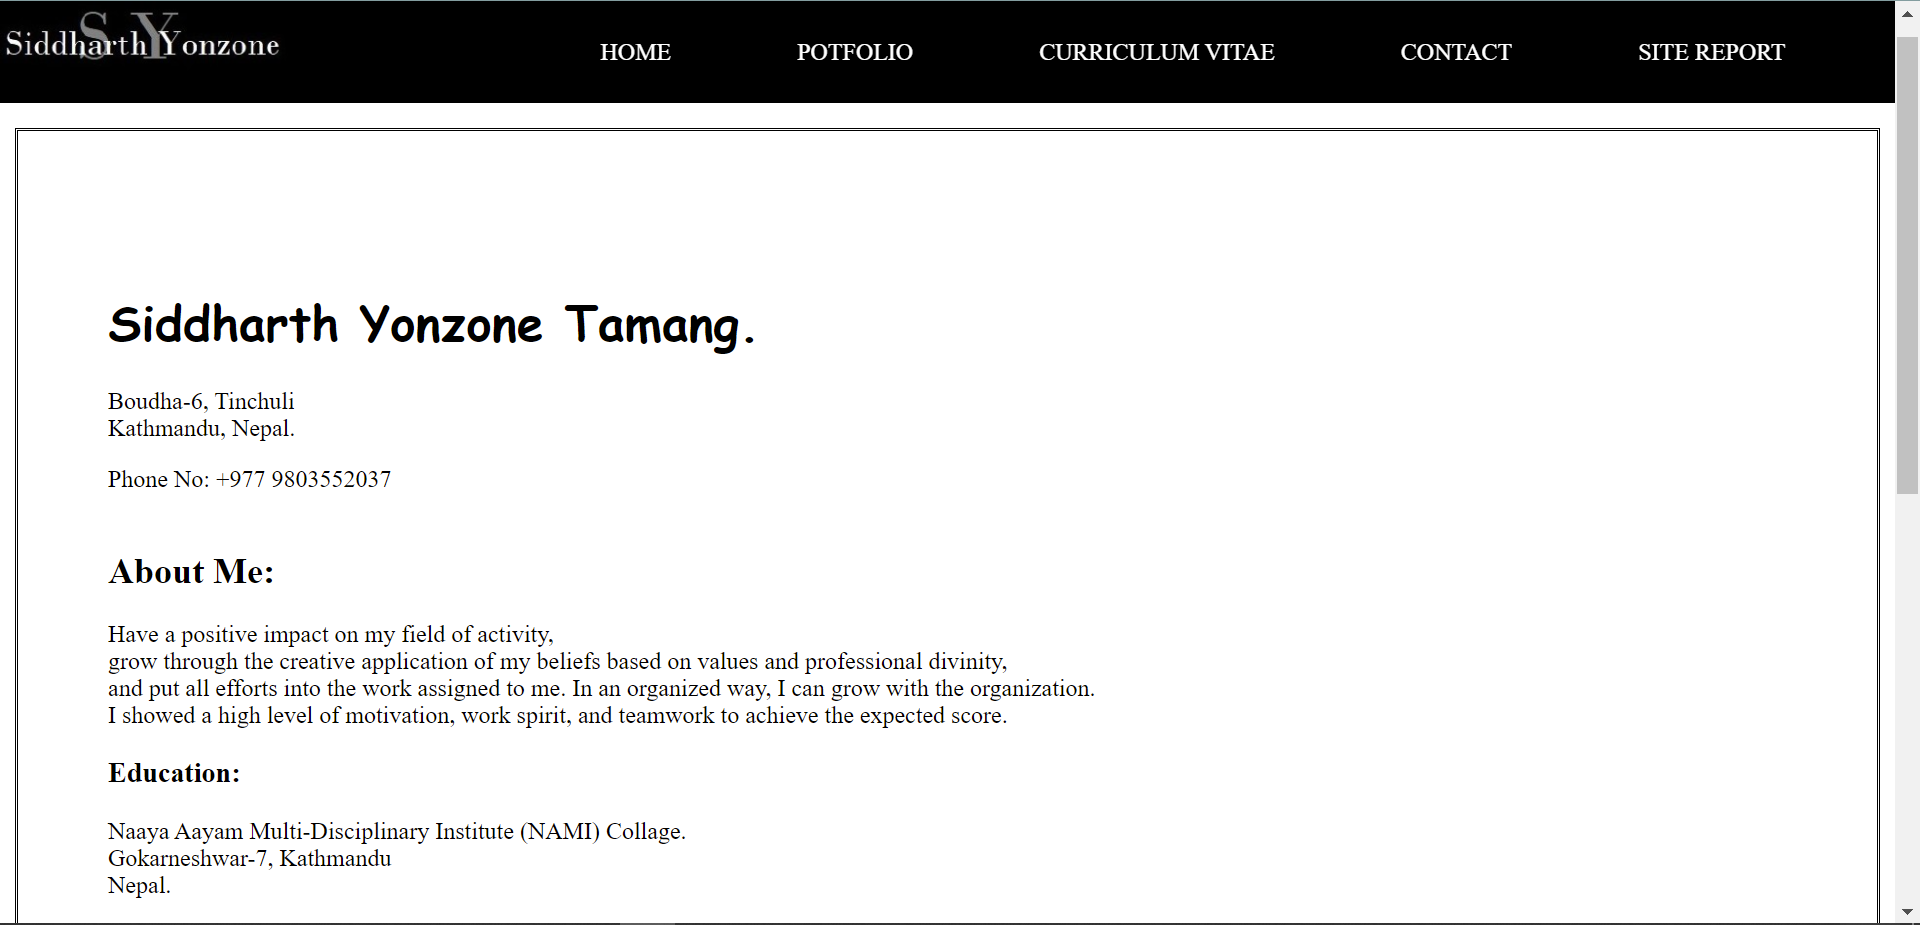 SY
Siddharth Yonzone
HOME POTFOLIO CURRICULUM VITAE CONTACT SITE REPORT
Siddharth Yonzone Tamang.
Boudha-6, Tinchuli
Kathmandu, Nepal.
Phone No: +977 9803552037
About Me:
Have a positive impact on my field of activity,
grow through the creative application of my beliefs based on values and professional divinity,
and put all efforts into the work assigned to me. In an organized way, I can grow with the organization.
I showed a high level of motivation, work spirit, and teamwork to achieve the expected score.
Education:
Naaya Aayam Multi-Disciplinary Institute (NAMI) Collage.
Gokarneshwar-7, Kathmandu
Nepal.